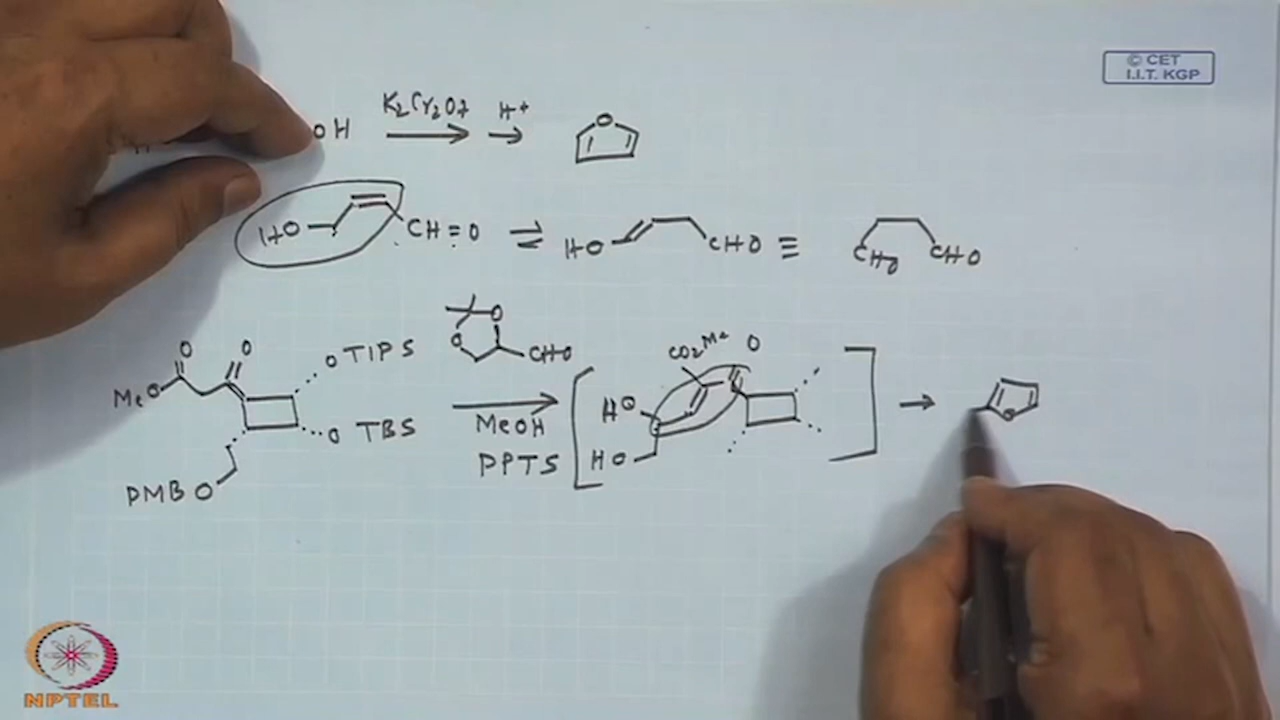 © CET
I.I.T. KGP
OH K2Cr2O7 H+ O
HO CH=O ⇌ HO CHO ≡ CHO CHO
O O OTIPS O O CHO CO2Me O
MeO HO O
OTBS MeOH
PPTS HO
PMBO
NPTEL